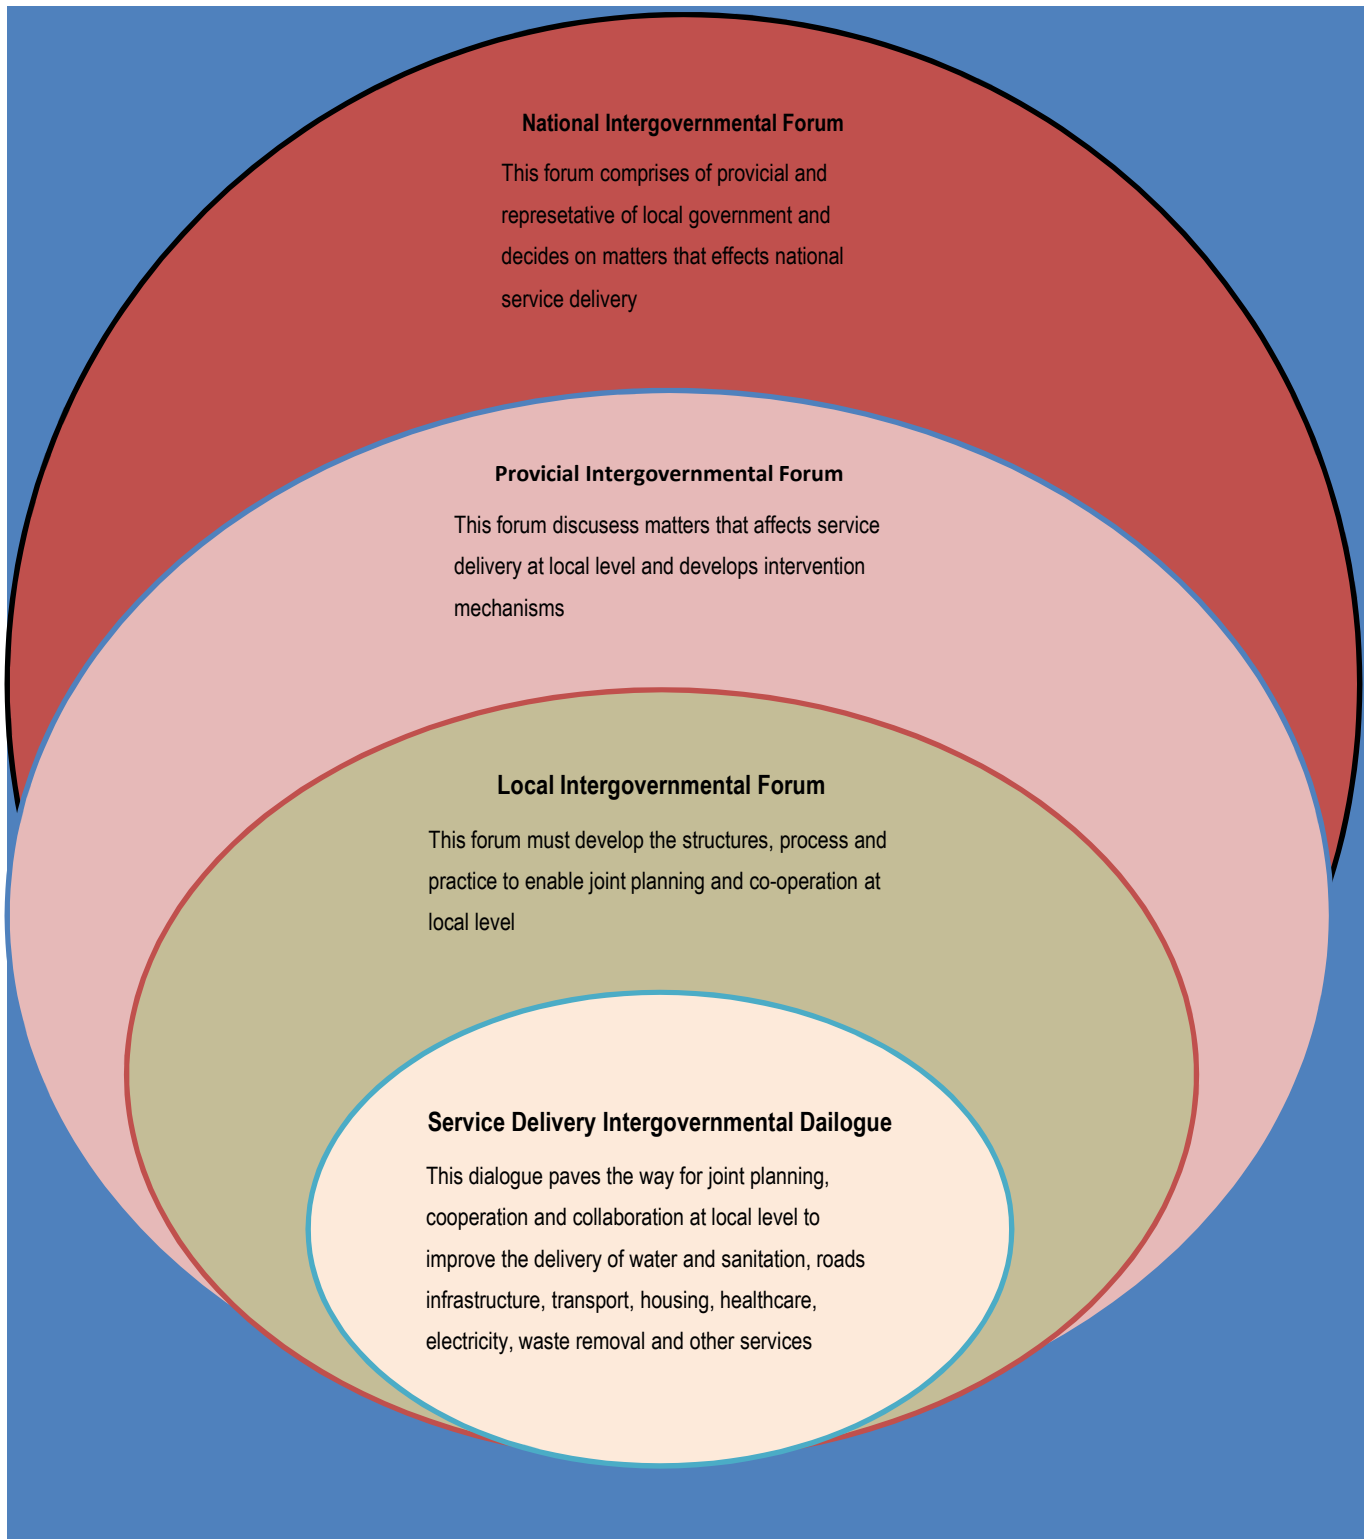 National Intergovernmental Forum
This forum comprises of provicial and
represetative of local government and
decides on matters that effects national
service delivery
Provicial Intergovernmental Forum
This forum discusess matters that affects service
delivery at local level and develops intervention
mechanisms
Local Intergovernmental Forum
This forum must develop the structures, process and
practice to enable joint planning and co-operation at
local level
Service Delivery Intergovernmental Dailogue
This dialogue paves the way for joint planning,
cooperation and collaboration at local level to
improve the delivery of water and sanitation, roads
infrastructure, transport, housing, healthcare,
electricity, waste removal and other services